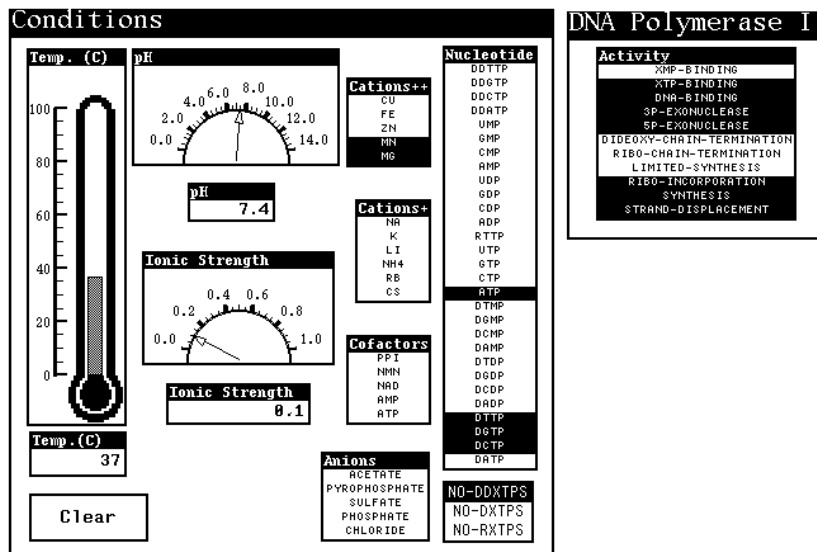 Conditions
Temp. (C)
100
80
60
40
20
0
Temp.(C)
37
Clear
pH
0.0 2.0 4.0 6.0 8.0 10.0 12.0 14.0
pH
7.4
Ionic Strength
0.0 0.2 0.4 0.6 0.8 1.0
Ionic Strength
0.1
Cations++
CU
FE
ZN
MN
MG
Cations+
NA
K
LI
NH4
RB
CS
Cofactors
PPI
NMN
NAD
AMP
ATP
Anions
ACETATE
PYROPHOSPHATE
SULFATE
PHOSPHATE
CHLORIDE
Nucleotide
DDTTP
DDGTP
DDCTP
DDATP
UMP
GMP
CMP
AMP
UDP
GDP
CDP
ADP
RTTP
UTP
GTP
CTP
ATP
DTMP
DGMP
DCMP
DAMP
DTDP
DGDP
DCDP
DADP
DTTP
DGTP
DCTP
DATP
NO-DDXTPS
NO-DXTPS
NO-RXTPS
DNA Polymerase I
Activity
XMP-BINDING
XTP-BINDING
DNA-BINDING
3P-EXONUCLEASE
5P-EXONUCLEASE
DIDEOXY-CHAIN-TERMINATION
RIBO-CHAIN-TERMINATION
LIMITED-SYNTHESIS
RIBO-INCORPORATION
SYNTHESIS
STRAND-DISPLACEMENT